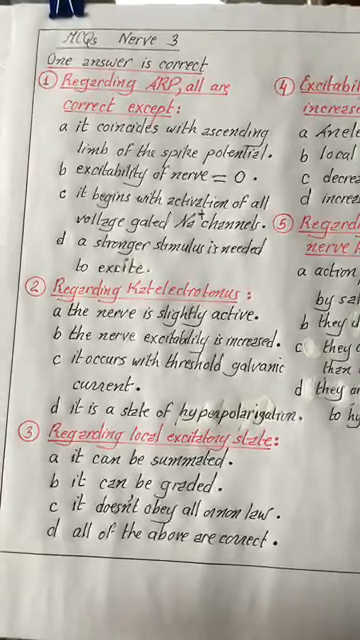 MCQs Nerve 3
One answer is correct
① Regarding ARP, all are
correct except:
a it coincides with ascending
limb of the spike potential.
b excitability of nerve = 0.
c it begins with activation of all
voltage gated Na+ channels.
d a stronger stimulus is needed
to excite.
② Regarding Katelectrotonus:
a the nerve is slightly active.
b the nerve excitability is increased.
c it occurs with threshold galvanic
current.
d it is a state of hyperpolarization.
③ Regarding local excitatory state:
a it can be summated.
b it can be graded.
c it doesn't obey all or non law.
d all of the above are correct.
④ Excitabil
increase
a Anele
b local
c decrea
d increa
⑤ Regard
nerve
a action
by sal
b they d
c they
than
d they ar
to hy